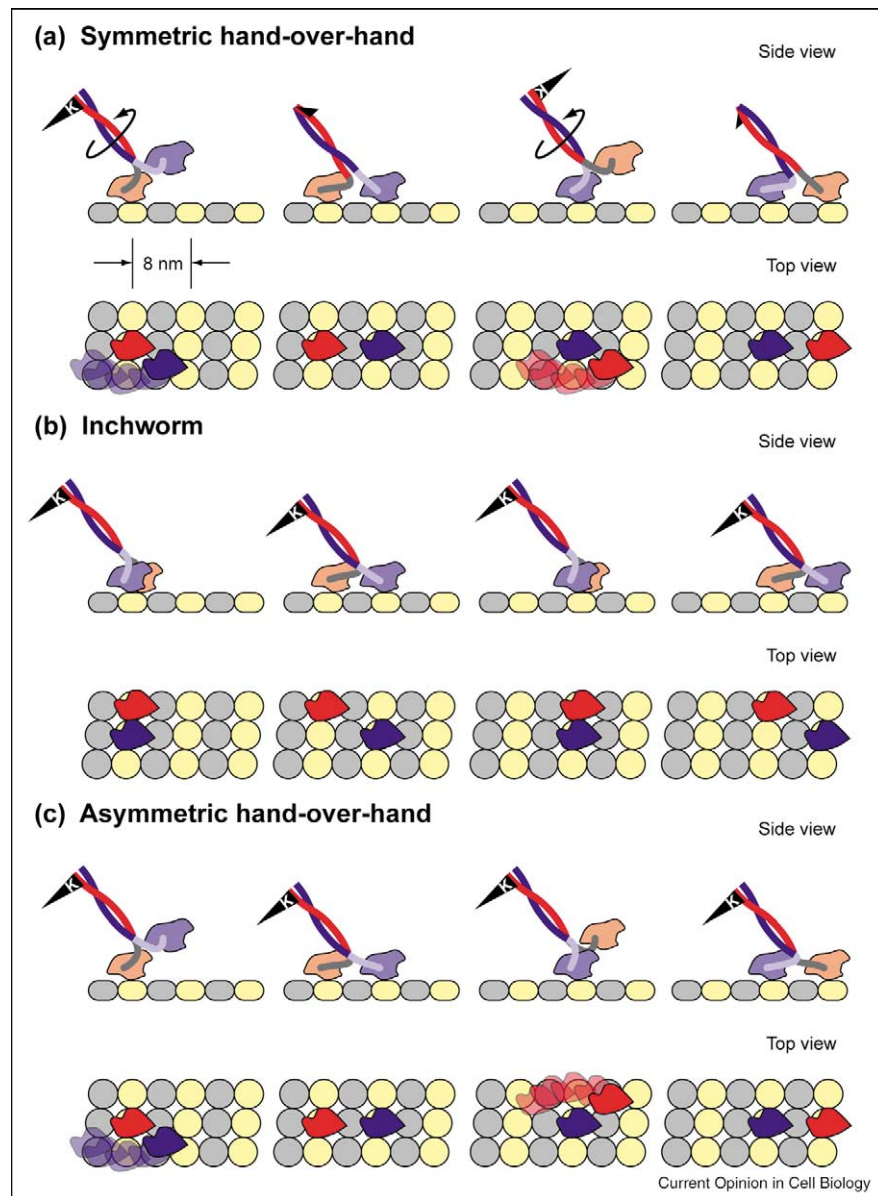 (a) Symmetric hand-over-hand
Side view
K
K
8 nm
Top view
(b) Inchworm
Side view
K
K
K
K
Top view
(c) Asymmetric hand-over-hand
Side view
K
K
K
K
Top view
Current Opinion in Cell Biology